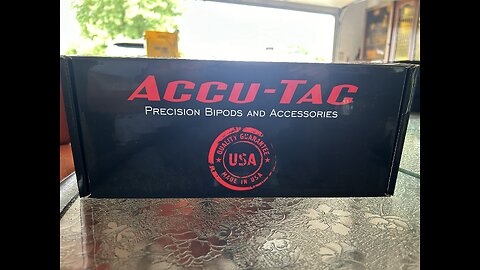 ACCU-TAC
PRECISION BIPODS AND ACCESSORIES
QUALITY GUARANTEE
USA
MADE IN USA